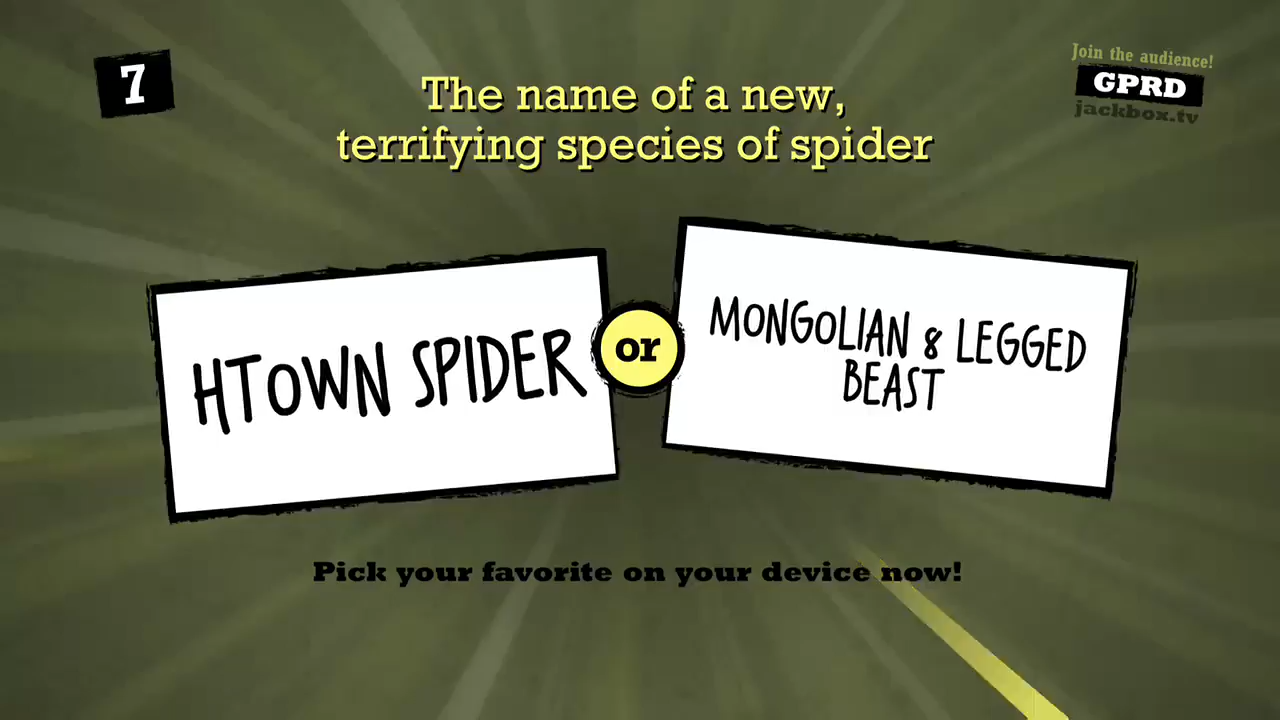 7
Join the audience!
GPRD
jackbox.tv
The name of a new,
terrifying species of spider
HTOWN SPIDER
or
MONGOLIAN 8 LEGGED
BEAST
Pick your favorite on your device now!